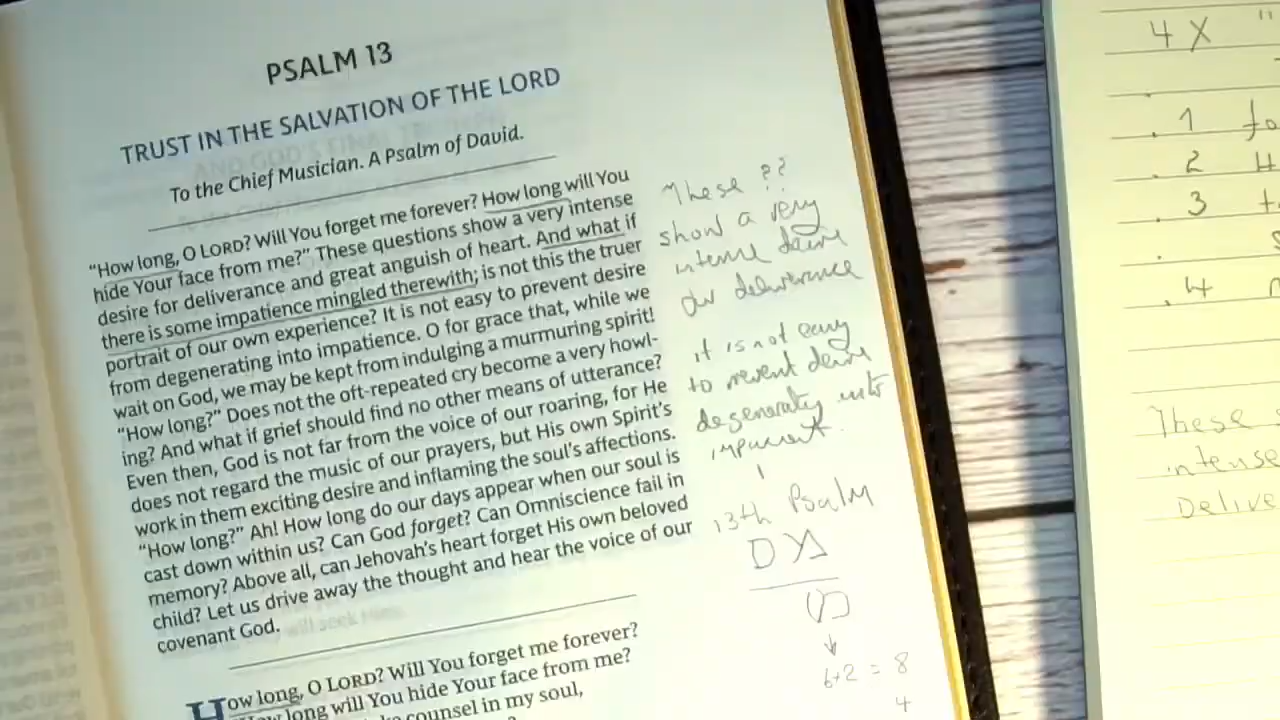 PSALM 13
TRUST IN THE SALVATION OF THE LORD
To the Chief Musician. A Psalm of David.
“How long, O LORD? Will You forget me forever? How long will You
hide Your face from me?” These questions show a very intense
desire for deliverance and great anguish of heart. And what if
there is some impatience mingled therewith; is not this the truer
portrait of our own experience? It is not easy to prevent desire
from degenerating into impatience. O for grace that, while we
wait on God, we may be kept from indulging a murmuring spirit!
“How long?” Does not the oft-repeated cry become a very howl-
ing? And what if grief should find no other means of utterance?
Even then, God is not far from the voice of our roaring, for He
does not regard the music of our prayers, but His own Spirit’s
work in them exciting desire and inflaming the soul’s affections.
“How long?” Ah! How long do our days appear when our soul is
cast down within us? Can God forget? Can Omniscience fail in
memory? Above all, can Jehovah’s heart forget His own beloved
child? Let us drive away the thought and hear the voice of our
covenant God.
How long, O LORD? Will You forget me forever?
How long will You hide Your face from me?
counsel in my soul,
These ??
show a very
intense desire
for deliverance
it is not easy
to prevent desire
degenerating into
impatient.
13th Psalm
6+2 = 8
4
4 X "
. 1
. 2 H
. 3
. 4
These
intense
Delive